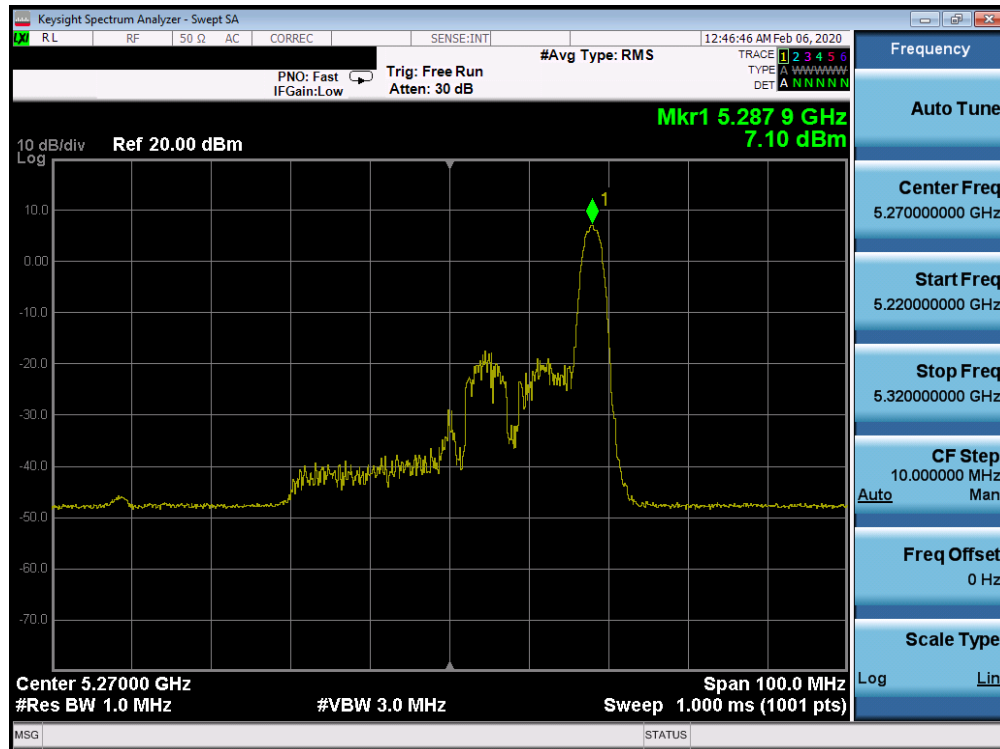 Keysight Spectrum Analyzer - Swept SA
LXI RL RF 50 Ω AC CORREC SENSE:INT 12:46:46 AM Feb 06, 2020
#Avg Type: RMS TRACE 1 2 3 4 5 6
PNO: Fast Trig: Free Run TYPE A WWWWW
IFGain:Low Atten: 30 dB DET A N N N N N
Mkr1 5.287 9 GHz
7.10 dBm
10 dB/div Ref 20.00 dBm
Log
1
10.0
0.00
-10.0
-20.0
-30.0
-40.0
-50.0
-60.0
-70.0
Center 5.27000 GHz Span 100.0 MHz
#Res BW 1.0 MHz #VBW 3.0 MHz Sweep 1.000 ms (1001 pts)
MSG STATUS
Frequency
Auto Tune
Center Freq
5.270000000 GHz
Start Freq
5.220000000 GHz
Stop Freq
5.320000000 GHz
CF Step
10.000000 MHz
Auto Man
Freq Offset
0 Hz
Scale Type
Log Lin